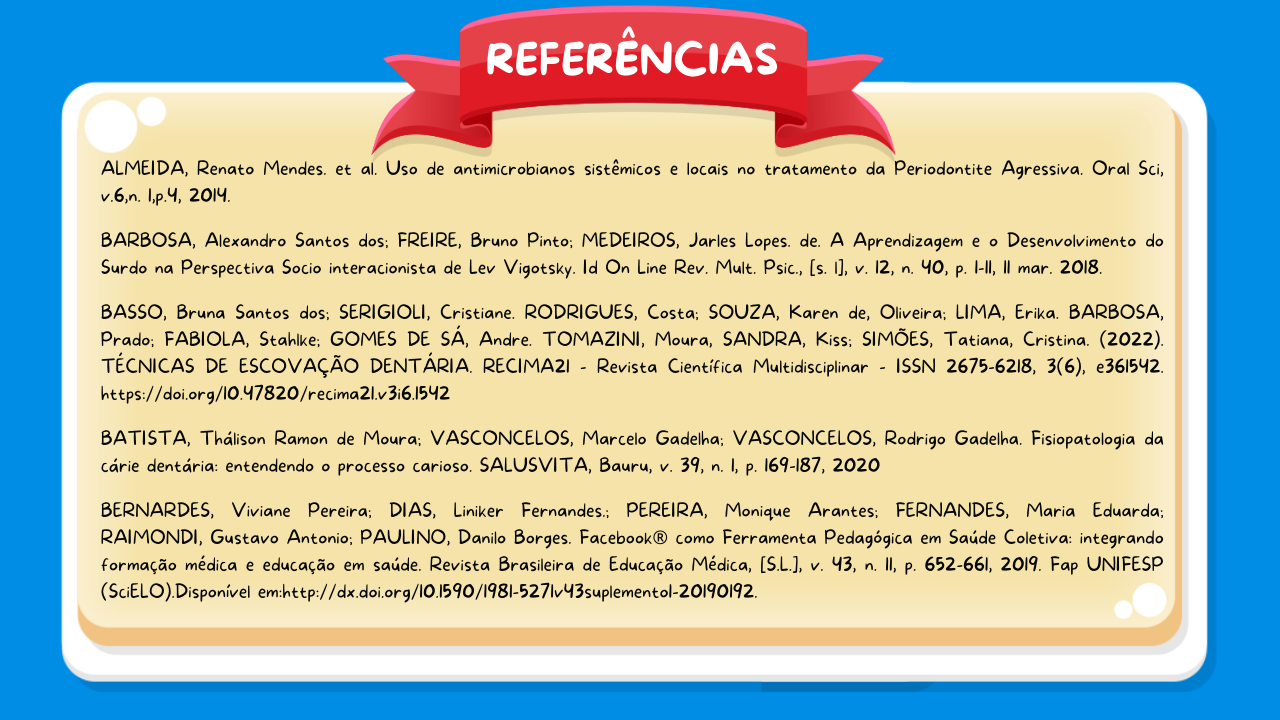 REFERÊNCIAS
ALMEIDA, Renato Mendes. et al. Uso de antimicrobianos sistêmicos e locais no tratamento da Periodontite Agressiva. Oral Sci,
v.6,n. 1,p.4, 2014.
BARBOSA, Alexandro Santos dos; FREIRE, Bruno Pinto; MEDEIROS, Jarles Lopes. de. A Aprendizagem e o Desenvolvimento do
Surdo na Perspectiva Socio interacionista de Lev Vigotsky. Id On Line Rev. Mult. Psic., [s. l], v. 12, n. 40, p. 1-11, 11 mar. 2018.
BASSO, Bruna Santos dos; SERIGIOLI, Cristiane. RODRIGUES, Costa; SOUZA, Karen de, Oliveira; LIMA, Erika. BARBOSA,
Prado; FABIOLA, Stahlke; GOMES DE SÁ, Andre. TOMAZINI, Moura, SANDRA, Kiss; SIMÕES, Tatiana, Cristina. (2022).
TÉCNICAS DE ESCOVAÇÃO DENTÁRIA. RECIMA21 - Revista Científica Multidisciplinar - ISSN 2675-6218, 3(6), e361542.
https://doi.org/10.47820/recima21.v3i6.1542
BATISTA, Thálison Ramon de Moura; VASCONCELOS, Marcelo Gadelha; VASCONCELOS, Rodrigo Gadelha. Fisiopatologia da
cárie dentária: entendendo o processo carioso. SALUSVITA, Bauru, v. 39, n. 1, p. 169-187, 2020
BERNARDES, Viviane Pereira; DIAS, Liniker Fernandes.; PEREIRA, Monique Arantes; FERNANDES, Maria Eduarda;
RAIMONDI, Gustavo Antonio; PAULINO, Danilo Borges. Facebook® como Ferramenta Pedagógica em Saúde Coletiva: integrando
formação médica e educação em saúde. Revista Brasileira de Educação Médica, [S.L.], v. 43, n. 11, p. 652-661, 2019. Fap UNIFESP
(SciELO).Disponível em:http://dx.doi.org/10.1590/1981-5271v43suplemento1-20190192.